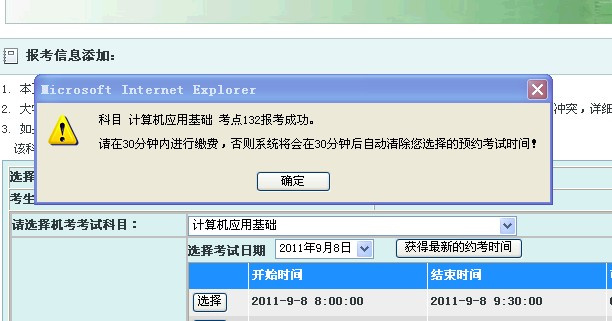 报考信息添加：
1. 本
Microsoft Internet Explorer
2. 大
冲突，详细
科目 计算机应用基础 考点132报考成功。
3. 如
请在30分钟内进行缴费，否则系统将会在30分钟后自动清除您选择的预约考试时间！
该科
确定
选择
考生
请选择机考考试科目：
计算机应用基础
选择考试日期 2011年9月8日 获得最新的约考时间
开始时间 结束时间
选择 2011-9-8 8:00:00 2011-9-8 9:30:00